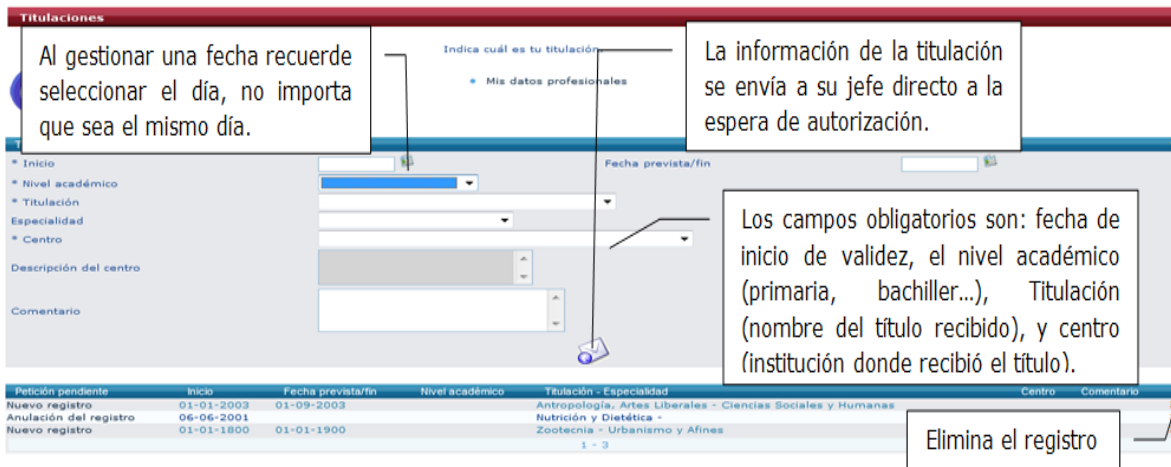 Titulaciones
Indica cuál es tu titulación.
Mis datos profesionales
Al gestionar una fecha recuerde
seleccionar el día, no importa
que sea el mismo día.
La información de la titulación
se envía a su jefe directo a la
espera de autorización.
* Inicio
Fecha prevista/fin
* Nivel académico
* Titulación
Especialidad
* Centro
Descripción del centro
Comentario
Los campos obligatorios son: fecha de
inicio de validez, el nivel académico
(primaria, bachiller...), Titulación
(nombre del título recibido), y centro
(institución donde recibió el título).
Petición pendiente Inicio Fecha prevista/fin Nivel académico Titulación - Especialidad Centro Comentario
Nuevo registro 01-01-2003 01-09-2003 Antropología, Artes Liberales - Ciencias Sociales y Humanas
Anulación del registro 06-06-2001 Nutrición y Dietética -
Nuevo registro 01-01-1800 01-01-1900 Zootecnia - Urbanismo y Afines
1 - 3
Elimina el registro